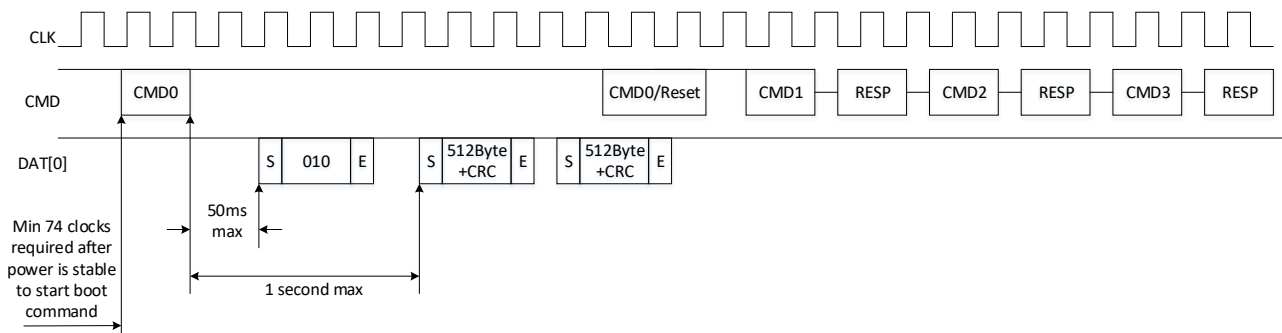 CLK
CMD
CMD0
CMD0/Reset
CMD1
RESP
CMD2
RESP
CMD3
RESP
DAT[0]
S
010
E
S
512Byte
+CRC
E
S
512Byte
+CRC
E
50ms
max
1 second max
Min 74 clocks
required after
power is stable
to start boot
command